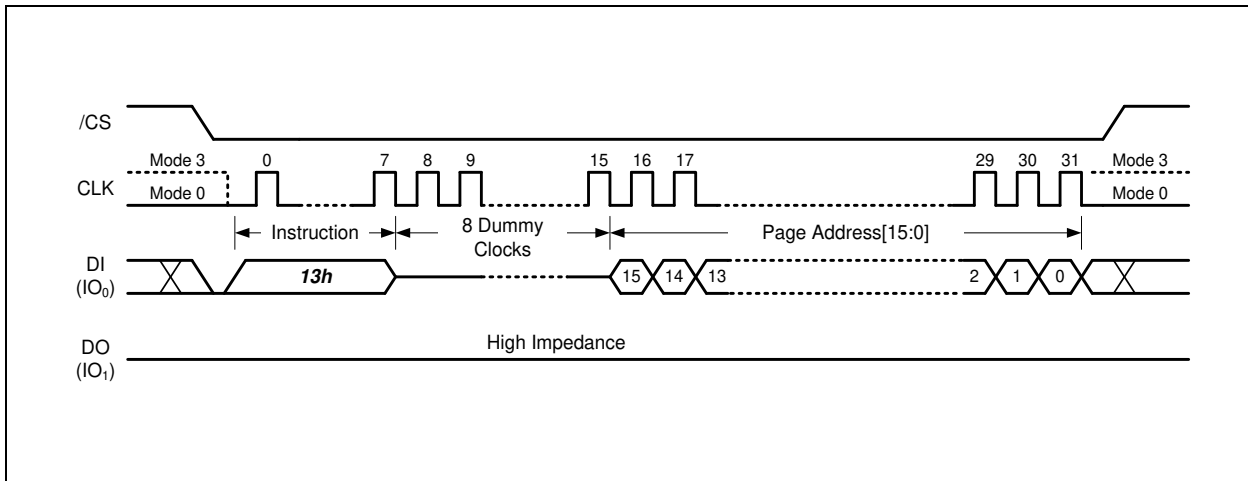 /CS
Mode 3 0 7 8 9 15 16 17 29 30 31 Mode 3
CLK
Mode 0 Mode 0
Instruction 8 Dummy Clocks Page Address[15:0]
DI (IO₀) 13h 15 14 13 2 1 0
High Impedance
DO
(IO₁)